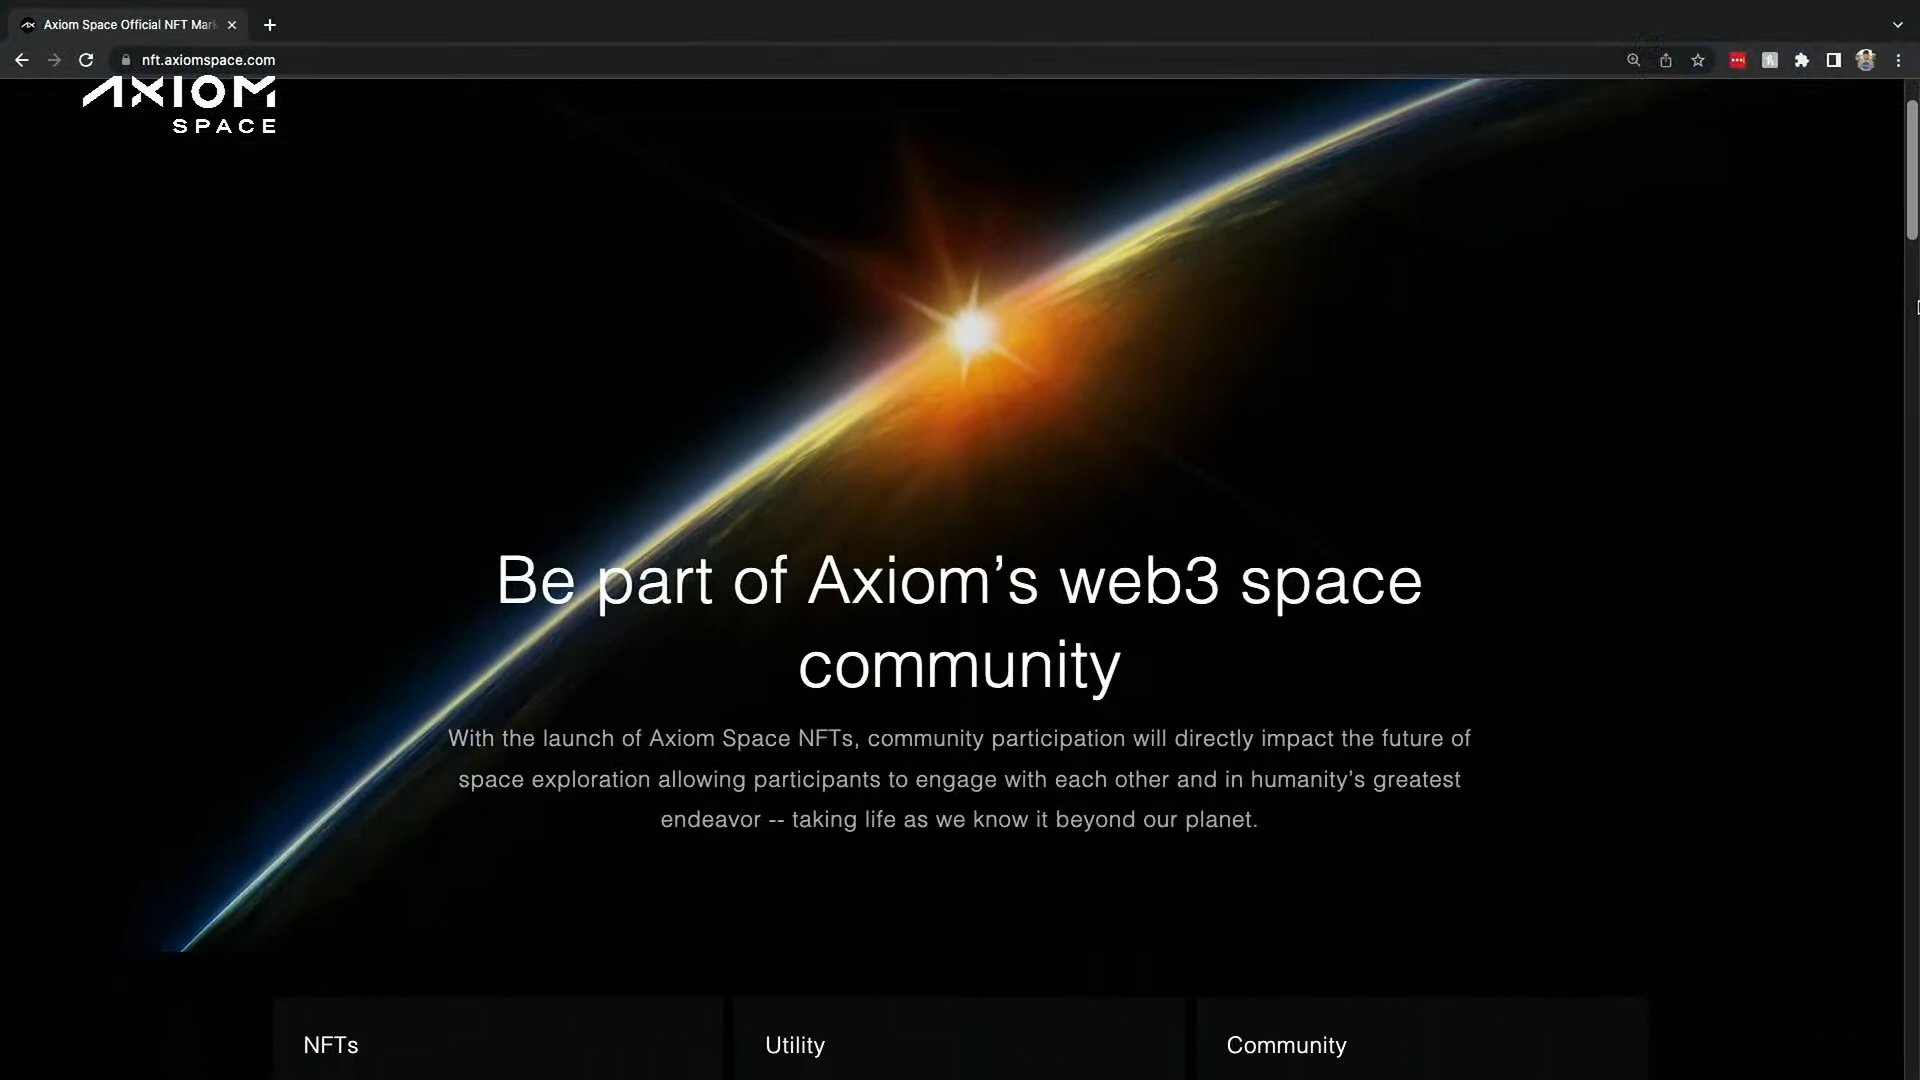 Axiom Space Official NFT Mar
nft.axiomspace.com
AXIOM
SPACE
Be part of Axiom’s web3 space
community
With the launch of Axiom Space NFTs, community participation will directly impact the future of
space exploration allowing participants to engage with each other and in humanity’s greatest
endeavor -- taking life as we know it beyond our planet.
NFTs
Utility
Community